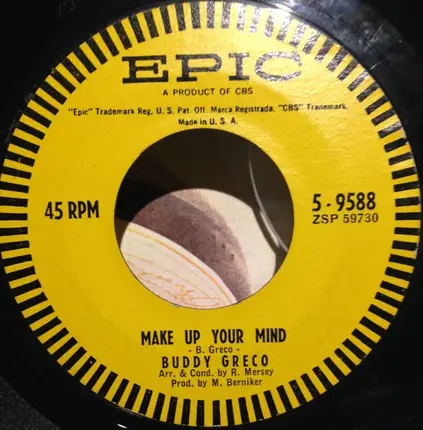 EPIC
A PRODUCT OF CBS
"Epic" Trademark Reg. U. S. Pat. Off. Marca Registrada. "CBS" Trademark
Made in U. S. A.
45 RPM
5 - 9588
ZSP 59730
MAKE UP YOUR MIND
- B. Greco -
BUDDY GRECO
Arr. & Cond. by R. Mersey
Prod. by M. Berniker